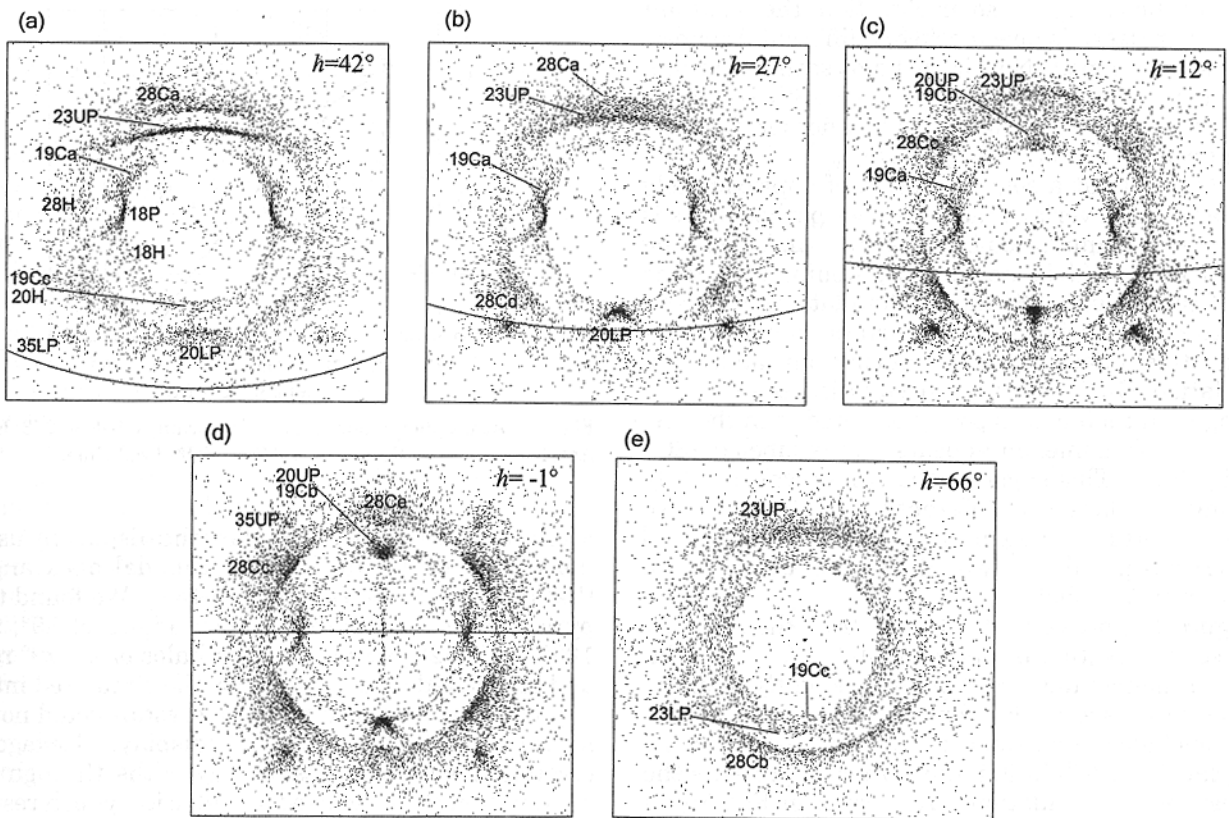 (a)
h=42°
28Ca
23UP
19Ca
28H
18P
18H
19Cc
20H
35LP
20LP
(b)
h=27°
28Ca
23UP
19Ca
28Cd
20LP
(c)
h=12°
20UP
23UP
19Cb
28Cc
19Ca
(d)
h= -1°
20UP
19Cb
28Ca
35UP
28Cc
(e)
h=66°
23UP
19Cc
23LP
28Cb